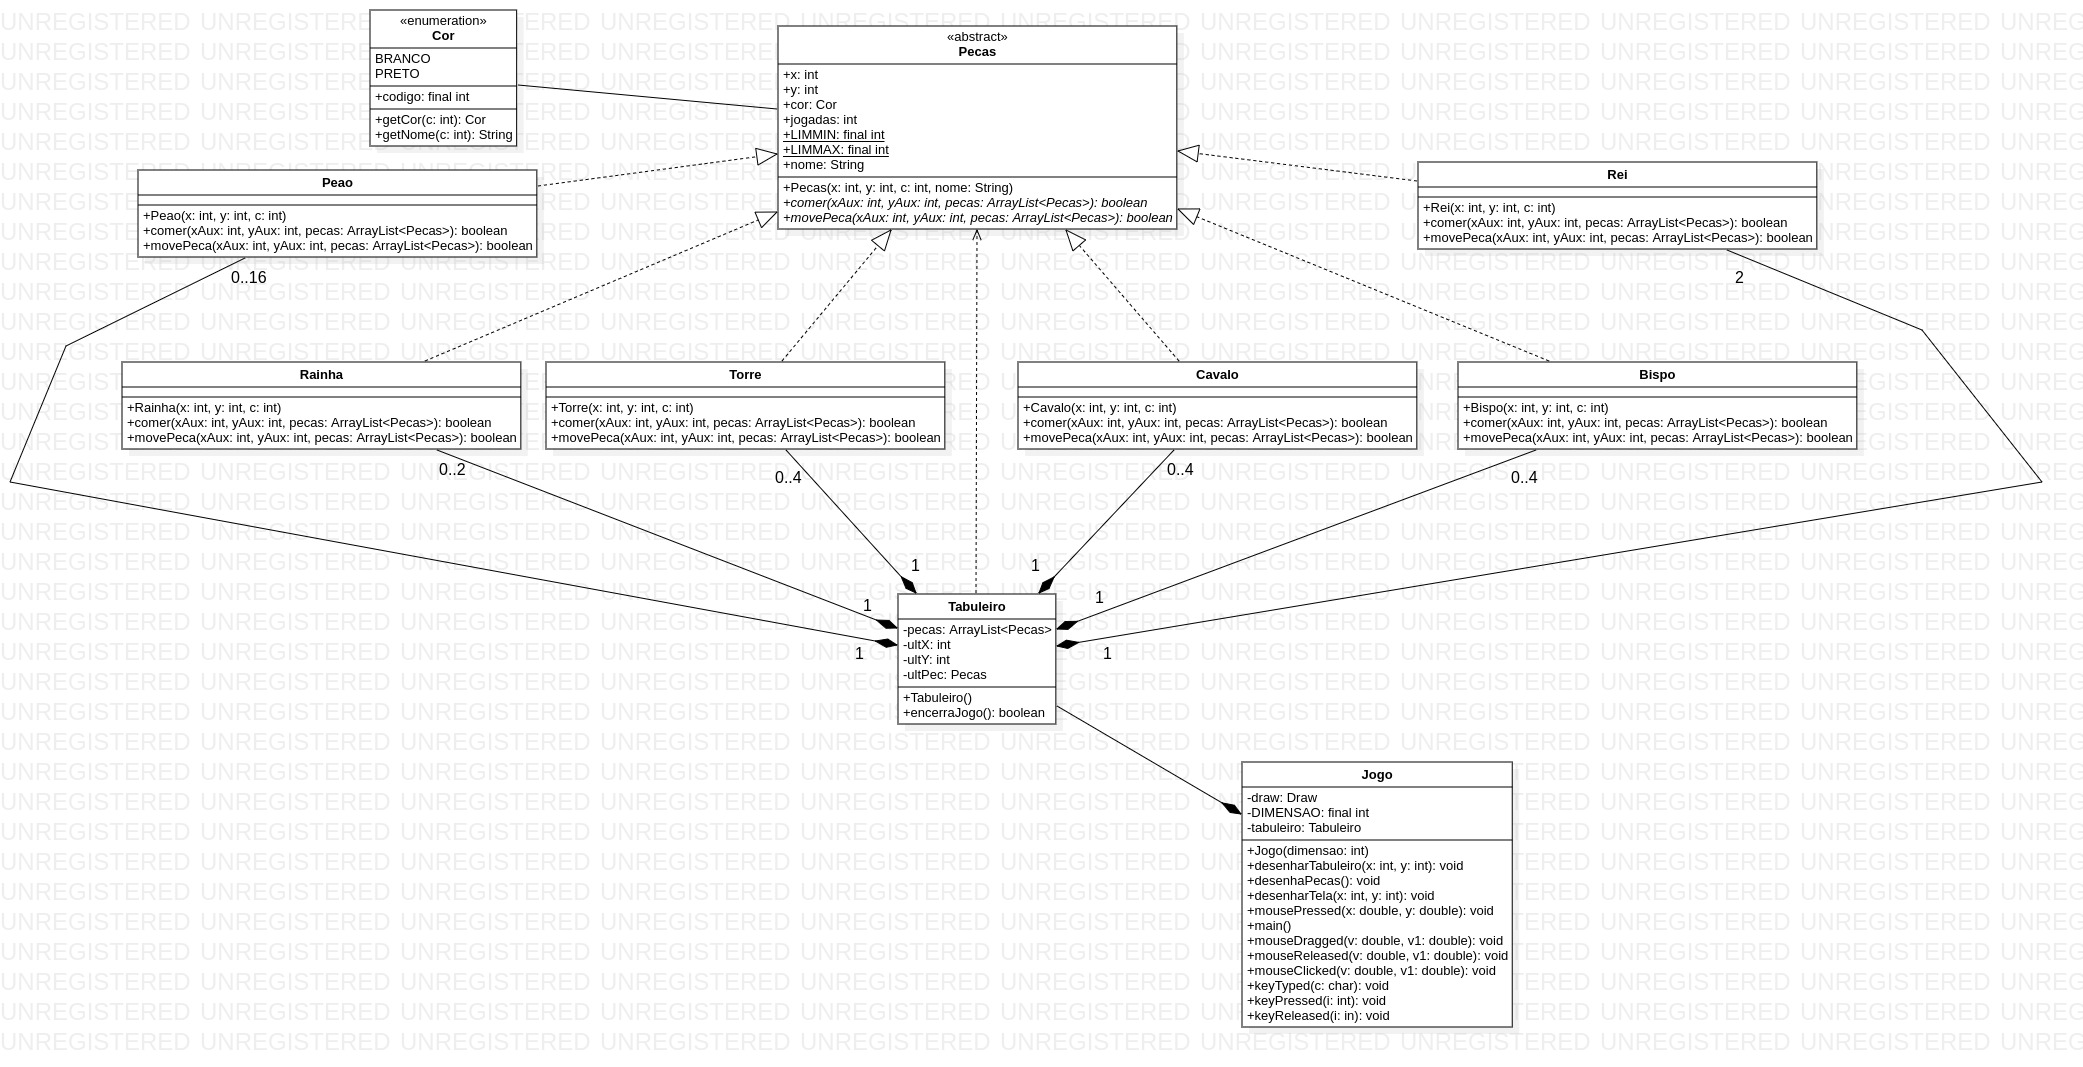 «enumeration»
Cor
BRANCO
PRETO
+codigo: final int
+getCor(c: int): Cor
+getNome(c: int): String
«abstract»
Pecas
+x: int
+y: int
+cor: Cor
+jogadas: int
+LIMMIN: final int
+LIMMAX: final int
+nome: String
+Pecas(x: int, y: int, c: int, nome: String)
+comer(xAux: int, yAux: int, pecas: ArrayList<Pecas>): boolean
+movePeca(xAux: int, yAux: int, pecas: ArrayList<Pecas>): boolean
Peao
+Peao(x: int, y: int, c: int)
+comer(xAux: int, yAux: int, pecas: ArrayList<Pecas>): boolean
+movePeca(xAux: int, yAux: int, pecas: ArrayList<Pecas>): boolean
0..16
Rei
+Rei(x: int, y: int, c: int)
+comer(xAux: int, yAux: int, pecas: ArrayList<Pecas>): boolean
+movePeca(xAux: int, yAux: int, pecas: ArrayList<Pecas>): boolean
2
Rainha
+Rainha(x: int, y: int, c: int)
+comer(xAux: int, yAux: int, pecas: ArrayList<Pecas>): boolean
+movePeca(xAux: int, yAux: int, pecas: ArrayList<Pecas>): boolean
0..2
Torre
+Torre(x: int, y: int, c: int)
+comer(xAux: int, yAux: int, pecas: ArrayList<Pecas>): boolean
+movePeca(xAux: int, yAux: int, pecas: ArrayList<Pecas>): boolean
0..4
Cavalo
+Cavalo(x: int, y: int, c: int)
+comer(xAux: int, yAux: int, pecas: ArrayList<Pecas>): boolean
+movePeca(xAux: int, yAux: int, pecas: ArrayList<Pecas>): boolean
0..4
Bispo
+Bispo(x: int, y: int, c: int)
+comer(xAux: int, yAux: int, pecas: ArrayList<Pecas>): boolean
+movePeca(xAux: int, yAux: int, pecas: ArrayList<Pecas>): boolean
0..4
1
1
1
1
1
1
Tabuleiro
-pecas: ArrayList<Pecas>
-ultX: int
-ultY: int
-ultPec: Pecas
+Tabuleiro()
+encerraJogo(): boolean
Jogo
-draw: Draw
-DIMENSAO: final int
-tabuleiro: Tabuleiro
+Jogo(dimensao: int)
+desenharTabuleiro(x: int, y: int): void
+desenhaPecas(): void
+desenharTela(x: int, y: int): void
+mousePressed(x: double, y: double): void
+main()
+mouseDragged(v: double, v1: double): void
+mouseReleased(v: double, v1: double): void
+mouseClicked(v: double, v1: double): void
+keyTyped(c: char): void
+keyPressed(i: int): void
+keyReleased(i: in): void
UNREGISTERED